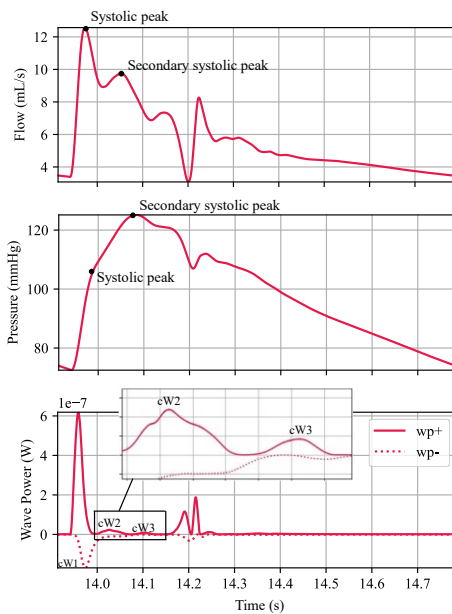 Systolic peak
12
Secondary systolic peak
10
8
6
4
Flow (mL/s)
Secondary systolic peak
120
Systolic peak
100
80
Pressure (mmHg)
1e−7
cW2
cW3
wp+
wp-
6
4
2
0
cW2
cW3
cW1
Wave Power (W)
14.0 14.1 14.2 14.3 14.4 14.5 14.6 14.7
Time (s)